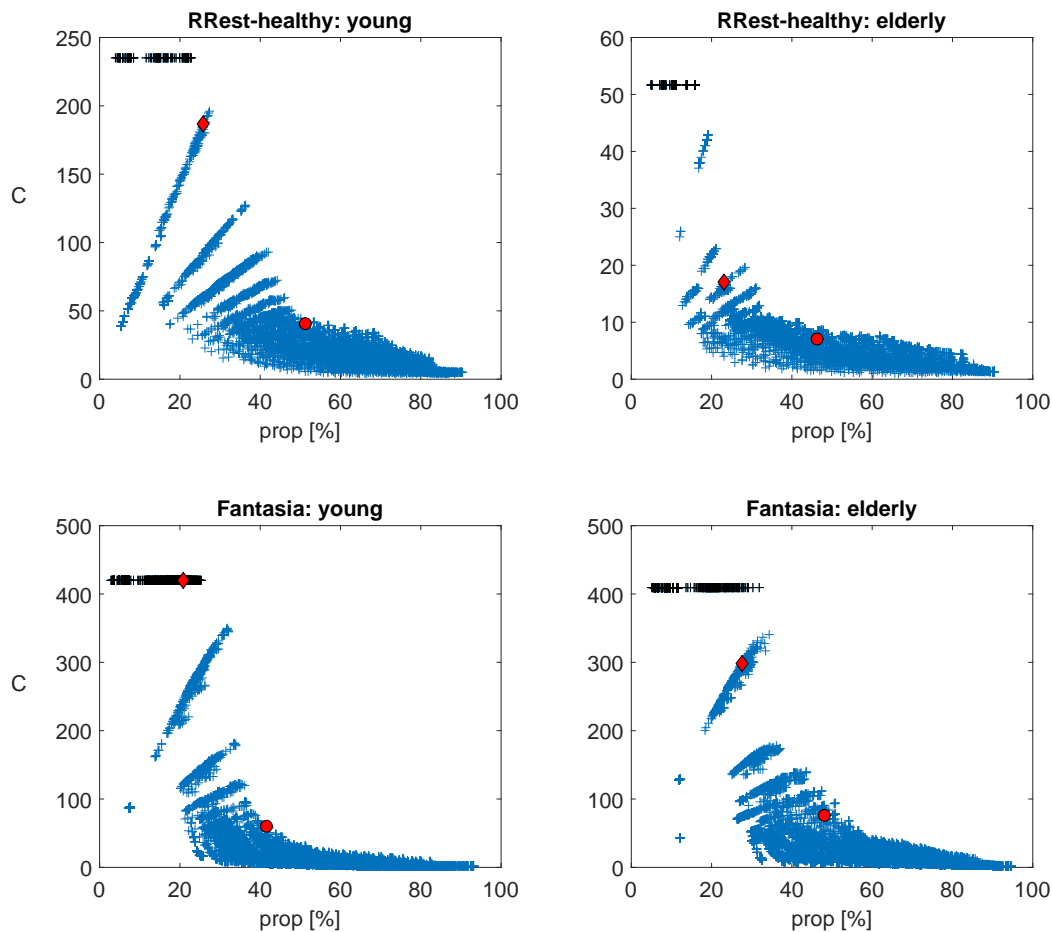 RRest-healthy: young
250
200
150
100
50
0
C
0 20 40 60 80 100
prop [%]
RRest-healthy: elderly
60
50
40
30
20
10
0
0 20 40 60 80 100
prop [%]
Fantasia: young
500
400
300
200
100
0
C
0 20 40 60 80 100
prop [%]
Fantasia: elderly
500
400
300
200
100
0
0 20 40 60 80 100
prop [%]